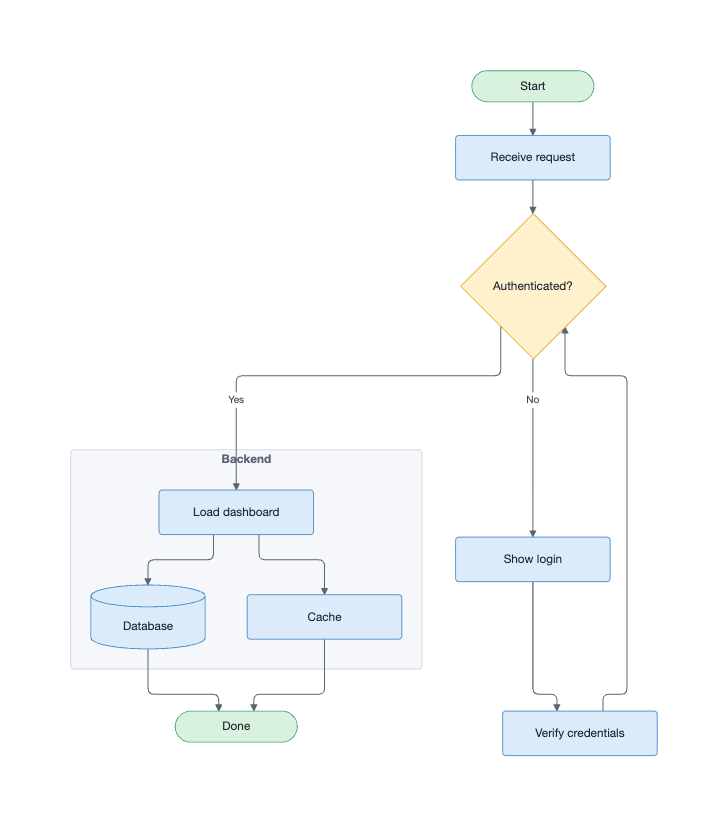 Start
Receive request
Authenticated?
Yes
No
Backend
Load dashboard
Show login
Database
Cache
Done
Verify credentials